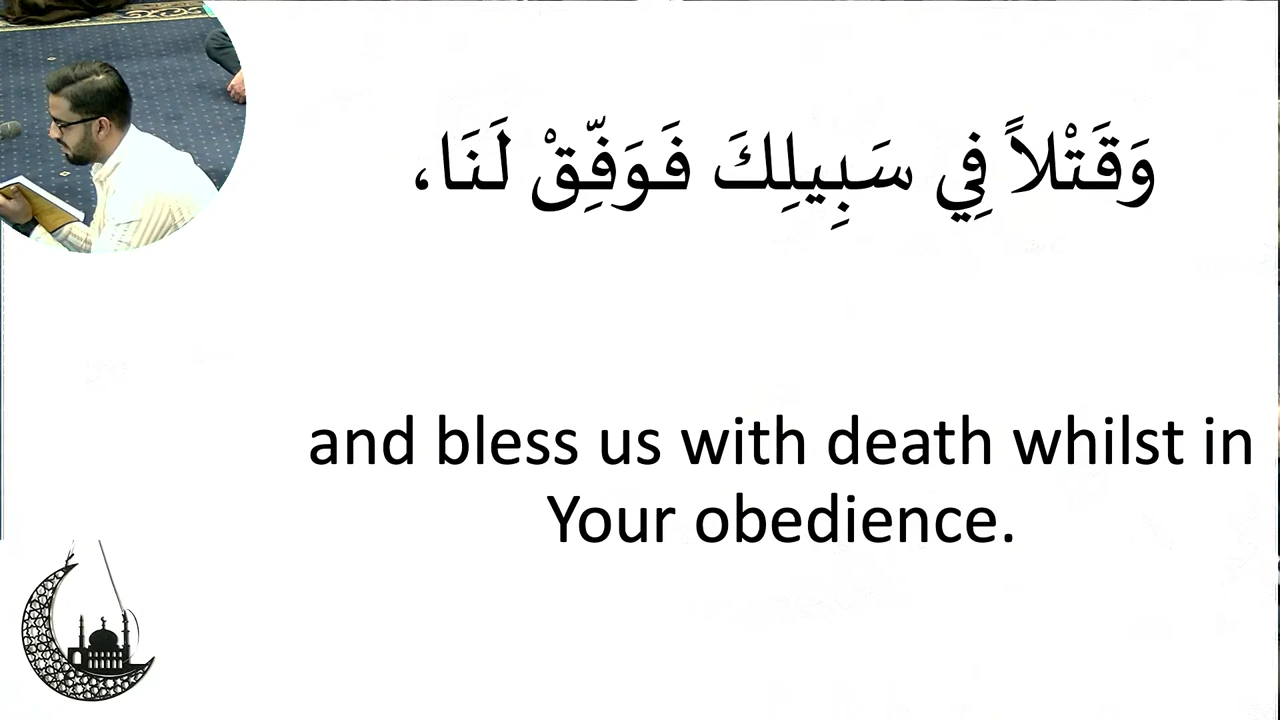 وَقَتْلاً فِي سَبِيلِكَ فَوَفِّقْ لَنَا،
and bless us with death whilst in
Your obedience.